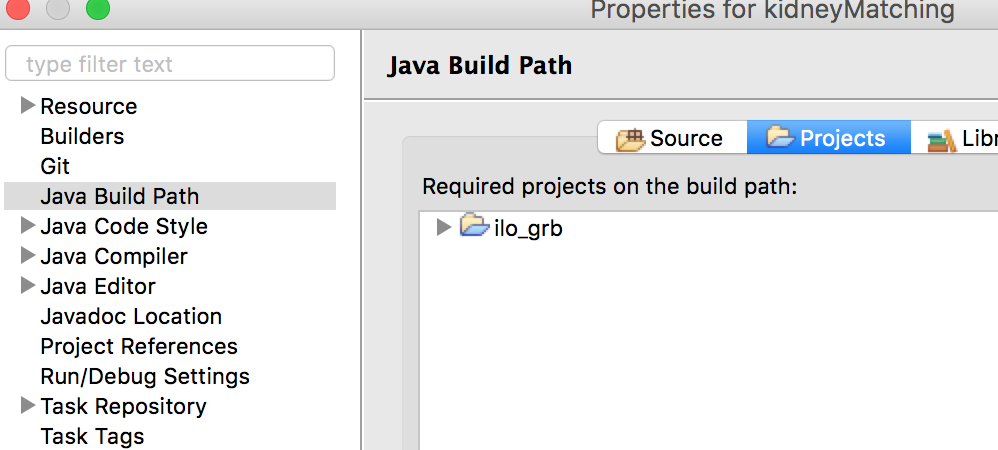 Properties for kidneyMatching
type filter text
Resource
Builders
Git
Java Build Path
Java Code Style
Java Compiler
Java Editor
Javadoc Location
Project References
Run/Debug Settings
Task Repository
Task Tags
Java Build Path
Source Projects Libr
Required projects on the build path:
ilo_grb